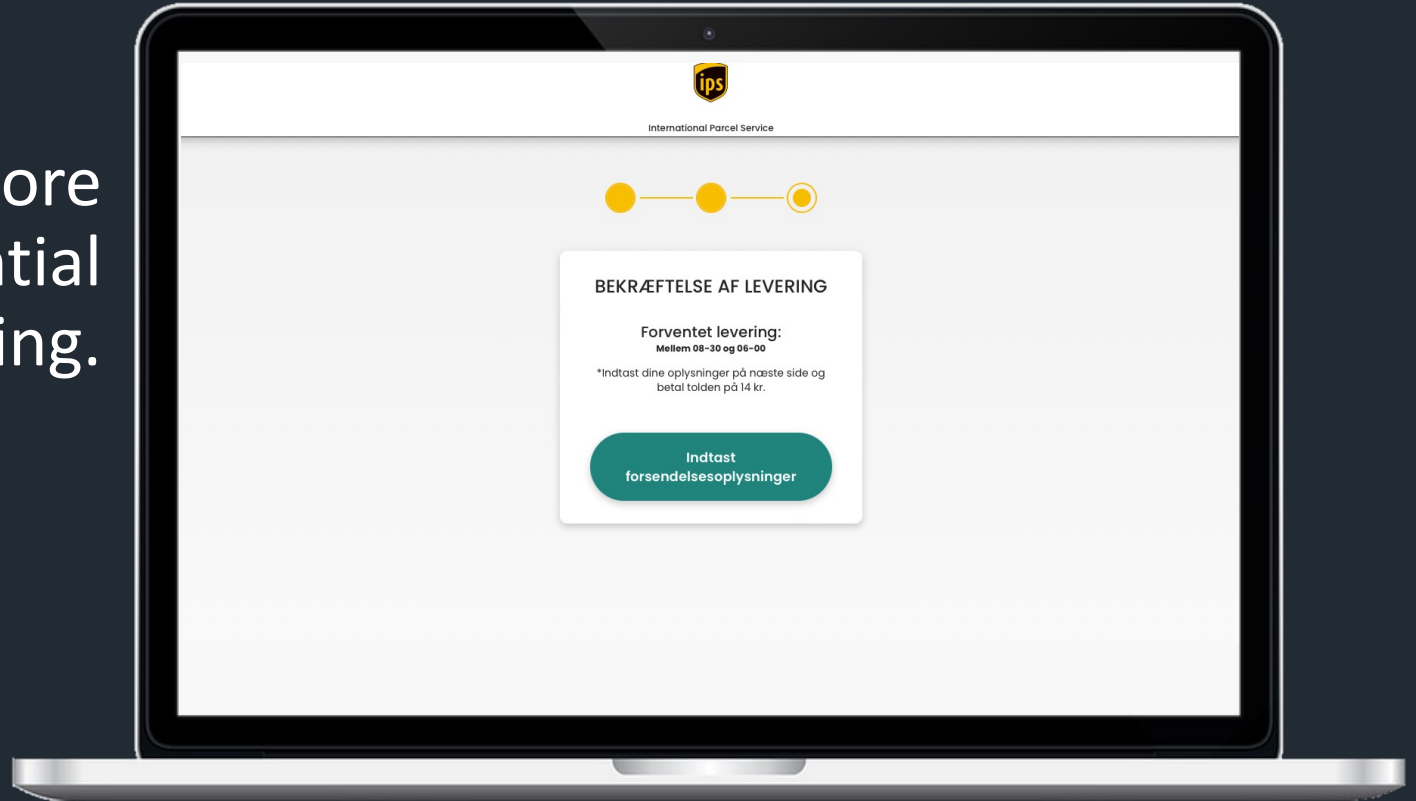 ore
ntial
ing.
ips
International Parcel Service
BEKRÆFTELSE AF LEVERING
Forventet levering:
Mellem 08-30 og 06-00
*Indtast dine oplysninger på næste side og
betal tolden på 14 kr.
Indtast
forsendelsesoplysninger